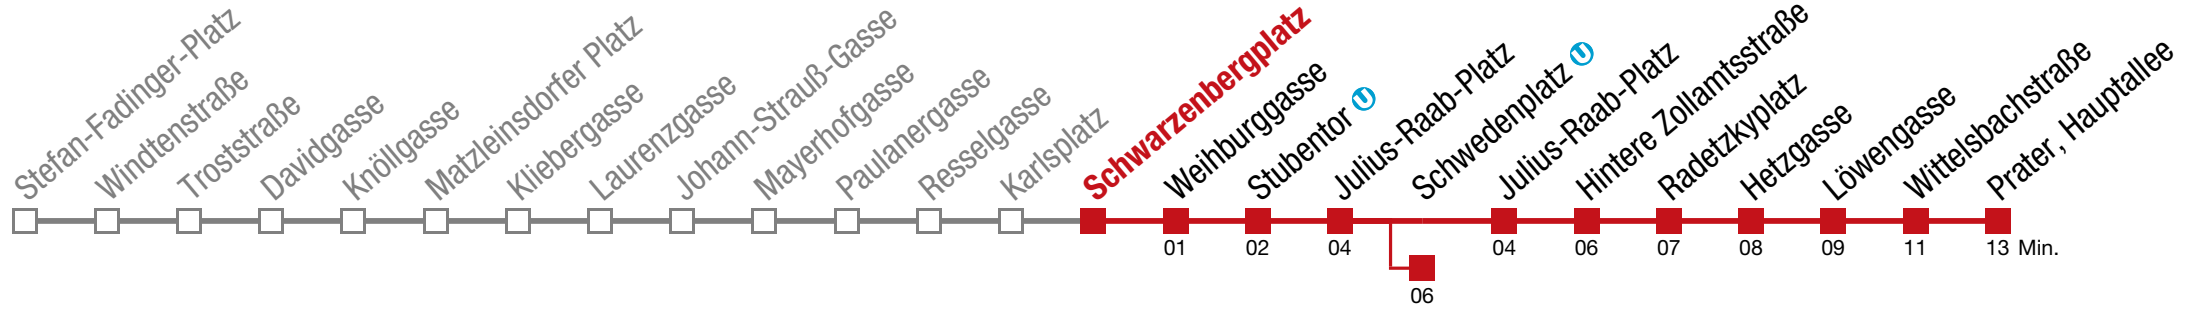 Stefan-Fadinger-Platz
Windtenstraße
Troststraße
Davidgasse
Knöllgasse
Matzleinsdorfer Platz
Kliebergasse
Laurenzgasse
Johann-Strauß-Gasse
Mayerhofgasse
Paulanergasse
Resselgasse
Karlsplatz
Schwarzenbergplatz
Weihburggasse
Stubentor U
Julius-Raab-Platz
Schwedenplatz U
Julius-Raab-Platz
Hintere Zollamtsstraße
Radetzkyplatz
Hetzgasse
Löwengasse
Wittelsbachstraße
Prater, Hauptallee
01 02 04 04 06 07 08 09 11 13 Min.
06